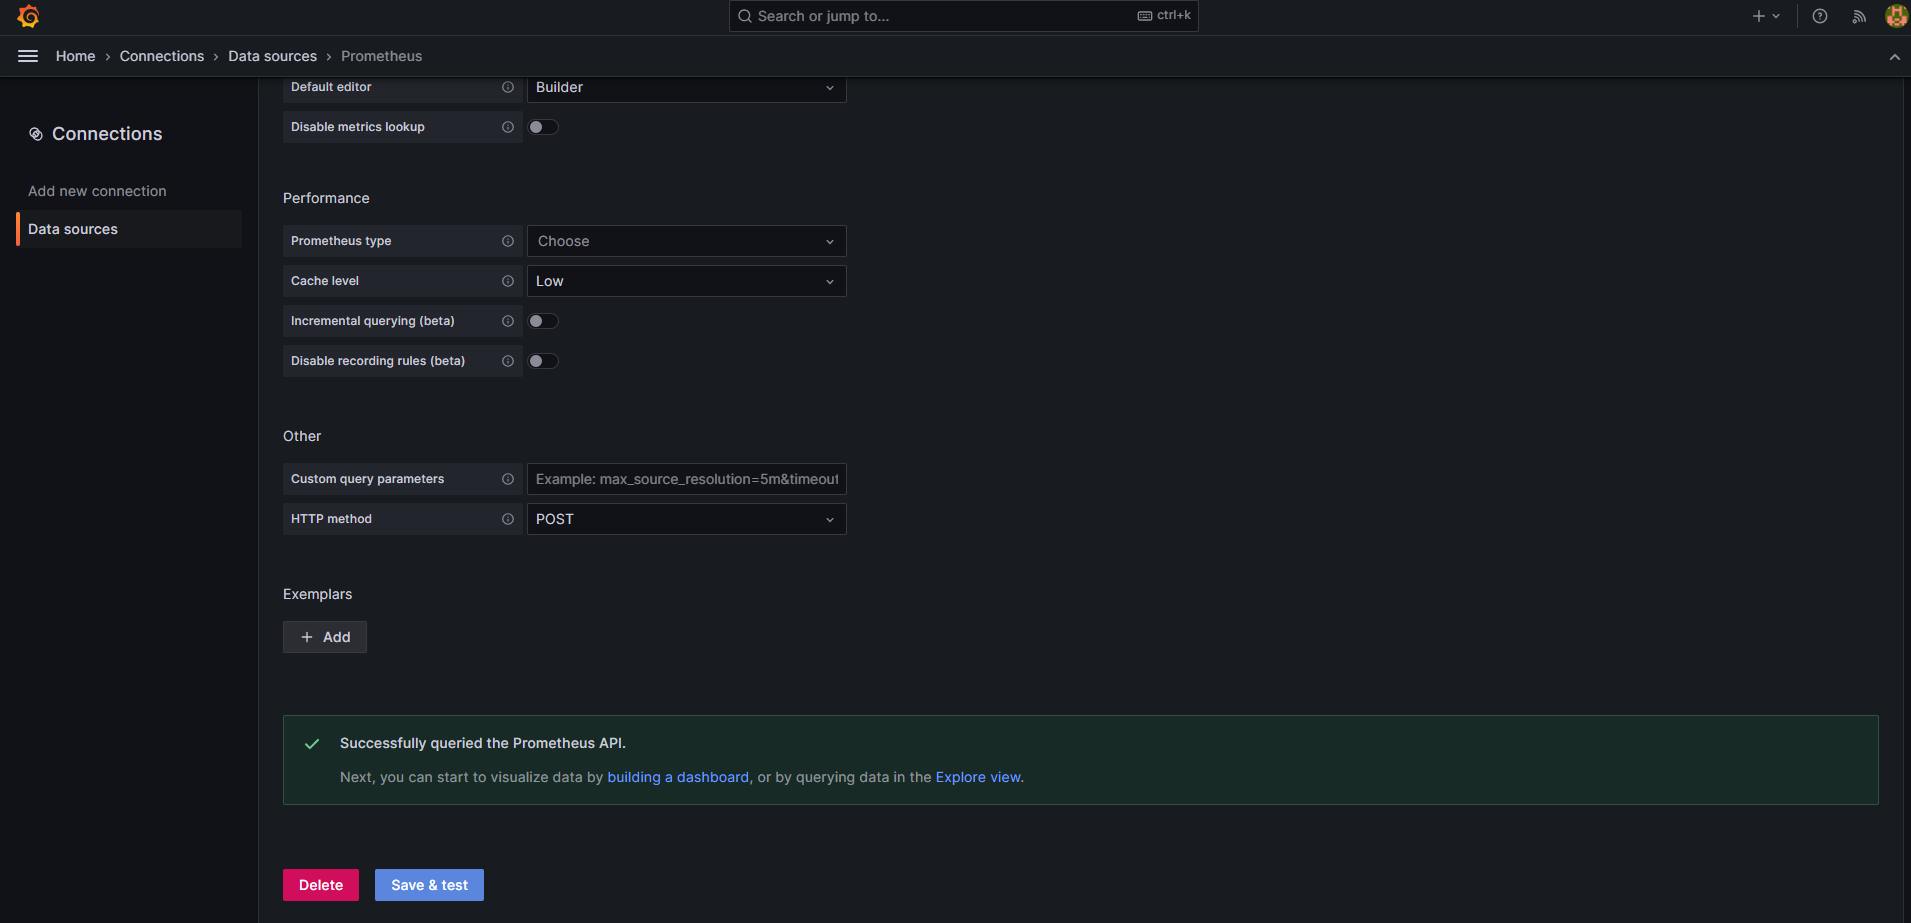 Search or jump to...
ctrl+k
Home › Connections › Data sources › Prometheus
Connections
Add new connection
Data sources
Default editor
Builder
Disable metrics lookup
Performance
Prometheus type
Choose
Cache level
Low
Incremental querying (beta)
Disable recording rules (beta)
Other
Custom query parameters
Example: max_source_resolution=5m&timeout
HTTP method
POST
Exemplars
Add
Successfully queried the Prometheus API.
Next, you can start to visualize data by building a dashboard, or by querying data in the Explore view.
Delete
Save & test